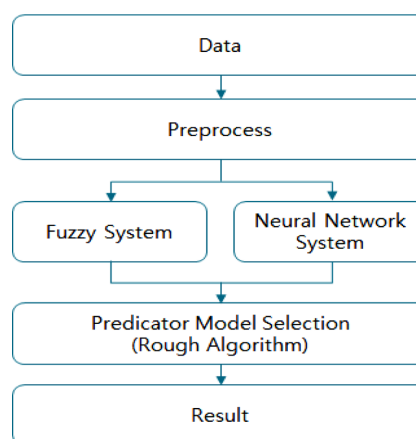 Data
Preprocess
Fuzzy System
Neural Network
System
Predicator Model Selection
(Rough Algorithm)
Result